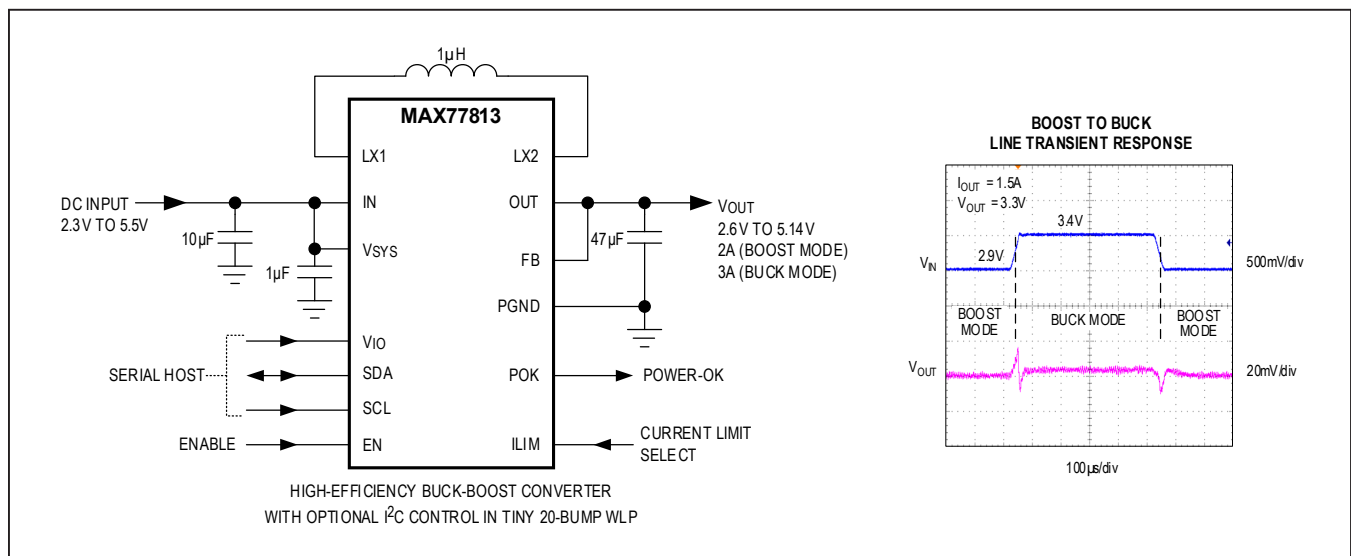 1µH
MAX77813
LX1
LX2
DC INPUT
2.3V TO 5.5V
IN
OUT
VOUT
2.6V TO 5.14V
2A (BOOST MODE)
3A (BUCK MODE)
10µF
VSYS
1µF
47µF
FB
PGND
SERIAL HOST
VIO
SDA
SCL
POK
POWER-OK
ENABLE
EN
ILIM
CURRENT LIMIT
SELECT
HIGH-EFFICIENCY BUCK-BOOST CONVERTER
WITH OPTIONAL I2C CONTROL IN TINY 20-BUMP WLP
BOOST TO BUCK
LINE TRANSIENT RESPONSE
IOUT = 1.5A
VOUT = 3.3V
3.4V
2.9V
VIN
500mV/div
BOOST
MODE
BUCK MODE
BOOST
MODE
VOUT
20mV/div
100µs/div